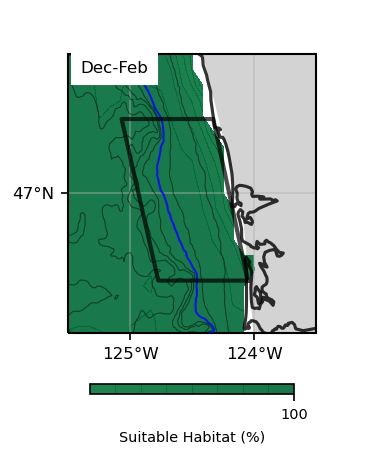 Dec-Feb
47°N
125°W 124°W
100
Suitable Habitat (%)